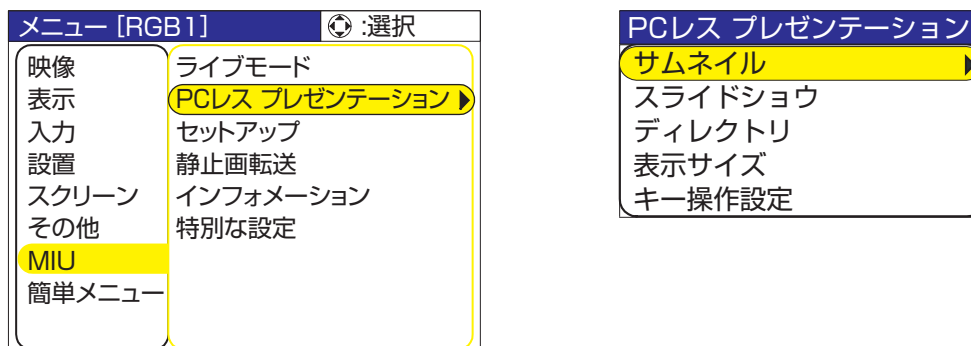 メニュー [RGB1] :選択
映像
表示
入力
設置
スクリーン
その他
MIU
簡単メニュー
ライブモード
PCレス プレゼンテーション
セットアップ
静止画転送
インフォメーション
特別な設定
PCレス プレゼンテーション
サムネイル
スライドショウ
ディレクトリ
表示サイズ
キー操作設定